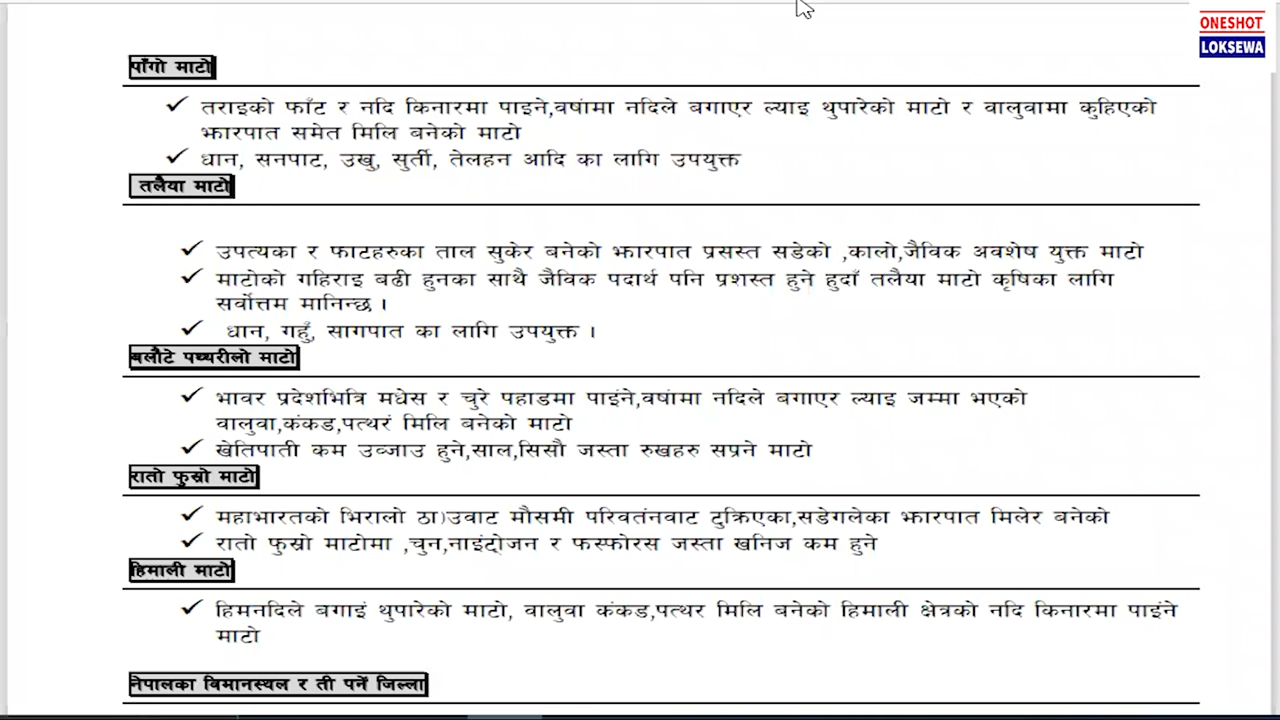 ONESHOT
LOKSEWA
पाँगो माटो
तराइको फाँट र नदि किनारमा पाइने,वर्षामा नदिले बगाएर ल्याइ थुपारेको माटो र वालुवामा कुहिएको
झारपात समेत मिलि बनेको माटो
धान, सनपाट, उखु, सुर्ती, तेलहन आदि का लागि उपयुक्त
तलैया माटो
उपत्यका र फाटहरुका ताल सुकेर बनेको झारपात प्रसस्त सडेको ,कालो,जैविक अवशेष युक्त माटो
माटोको गहिराइ बढी हुनका साथै जैविक पदार्थ पनि प्रशस्त हुने हुदाँ तलैया माटो कृषिका लागि
सर्वोत्तम मानिन्छ ।
धान, गहुँ, सागपात का लागि उपयुक्त ।
बलौटे पथ्थरीलो माटो
भावर प्रदेशभित्रि मधेस र चुरे पहाडमा पाइंने,वर्षामा नदिले बगाएर ल्याइ जम्मा भएको
वालुवा,कंकड,पत्थरं मिलि बनेको माटो
खेतिपाती कम उब्जाउ हुने,साल,सिसौ जस्ता रुखहरु सप्रने माटो
रातो फुस्रो माटो
महाभारतको भिरालो ठा)उवाट मौसमी परिवर्तनवाट टुक्रिएका,सडेगलेका झारपात मिलेर बनेको
रातो फुस्रो माटोमा ,चुन,नाइंट्रोजन र फस्फोरस जस्ता खनिज कम हुने
हिमाली माटो
हिमनदिले बगाइं थुपारेको माटो, वालुवा कंकड,पत्थर मिलि बनेको हिमाली क्षेत्रको नदि किनारमा पाइंने
माटो
नेपालका विमानस्थल र ती पर्ने जिल्ला